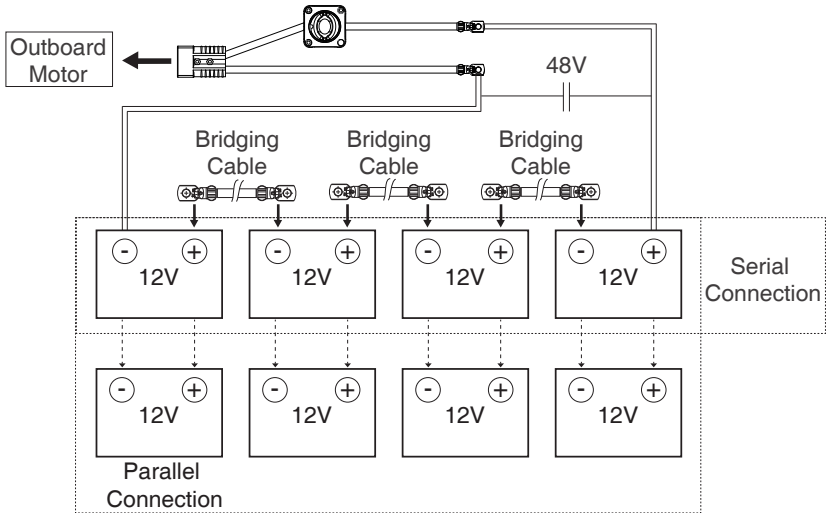 Outboard
Motor
48V
Bridging
Cable
Bridging
Cable
Bridging
Cable
- + - + - + - +
12V 12V 12V 12V
Serial
Connection
- + - + - + - +
12V 12V 12V 12V
Parallel
Connection